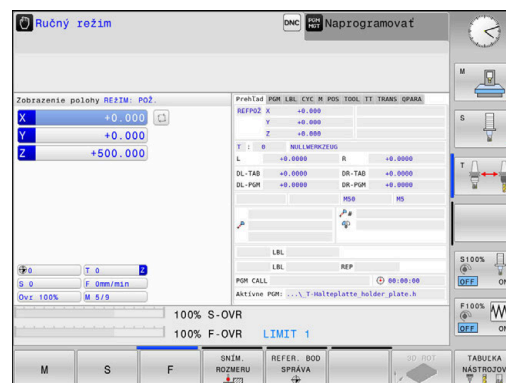 Ručný režim
DNC
PGM MGT
Naprogramovať
Zobrazenie polohy REŽIM: POŽ.
X +0.000
Y +0.000
Z +500.000
0
T 0 Z
S 0 F 0mm/min
Ovr 100% M 5/9
Prehľad PGM LBL CYC M POS TOOL TT TRANS QPARA
REFPOŽ X +0.000
Y +0.000
Z +0.000
T : 0 NULLWERKZEUG
L +0.0000 R +0.0000
DL-TAB +0.0000 DR-TAB +0.0000
DL-PGM +0.0000 DR-PGM +0.0000
M50 M5
P#
LBL
LBL REP
PGM CALL 00:00:00
Aktívne PGM: ...\_T-Halteplatte_holder_plate.h
100% S-OVR
100% F-OVR LIMIT 1
M
S
F
SNÍM. ROZMERU
REFER. BOD SPRÁVA
3D ROT
TABUĽKA NÁSTROJOV
M
S
T
S100%
OFF ON
F100%
OFF ON